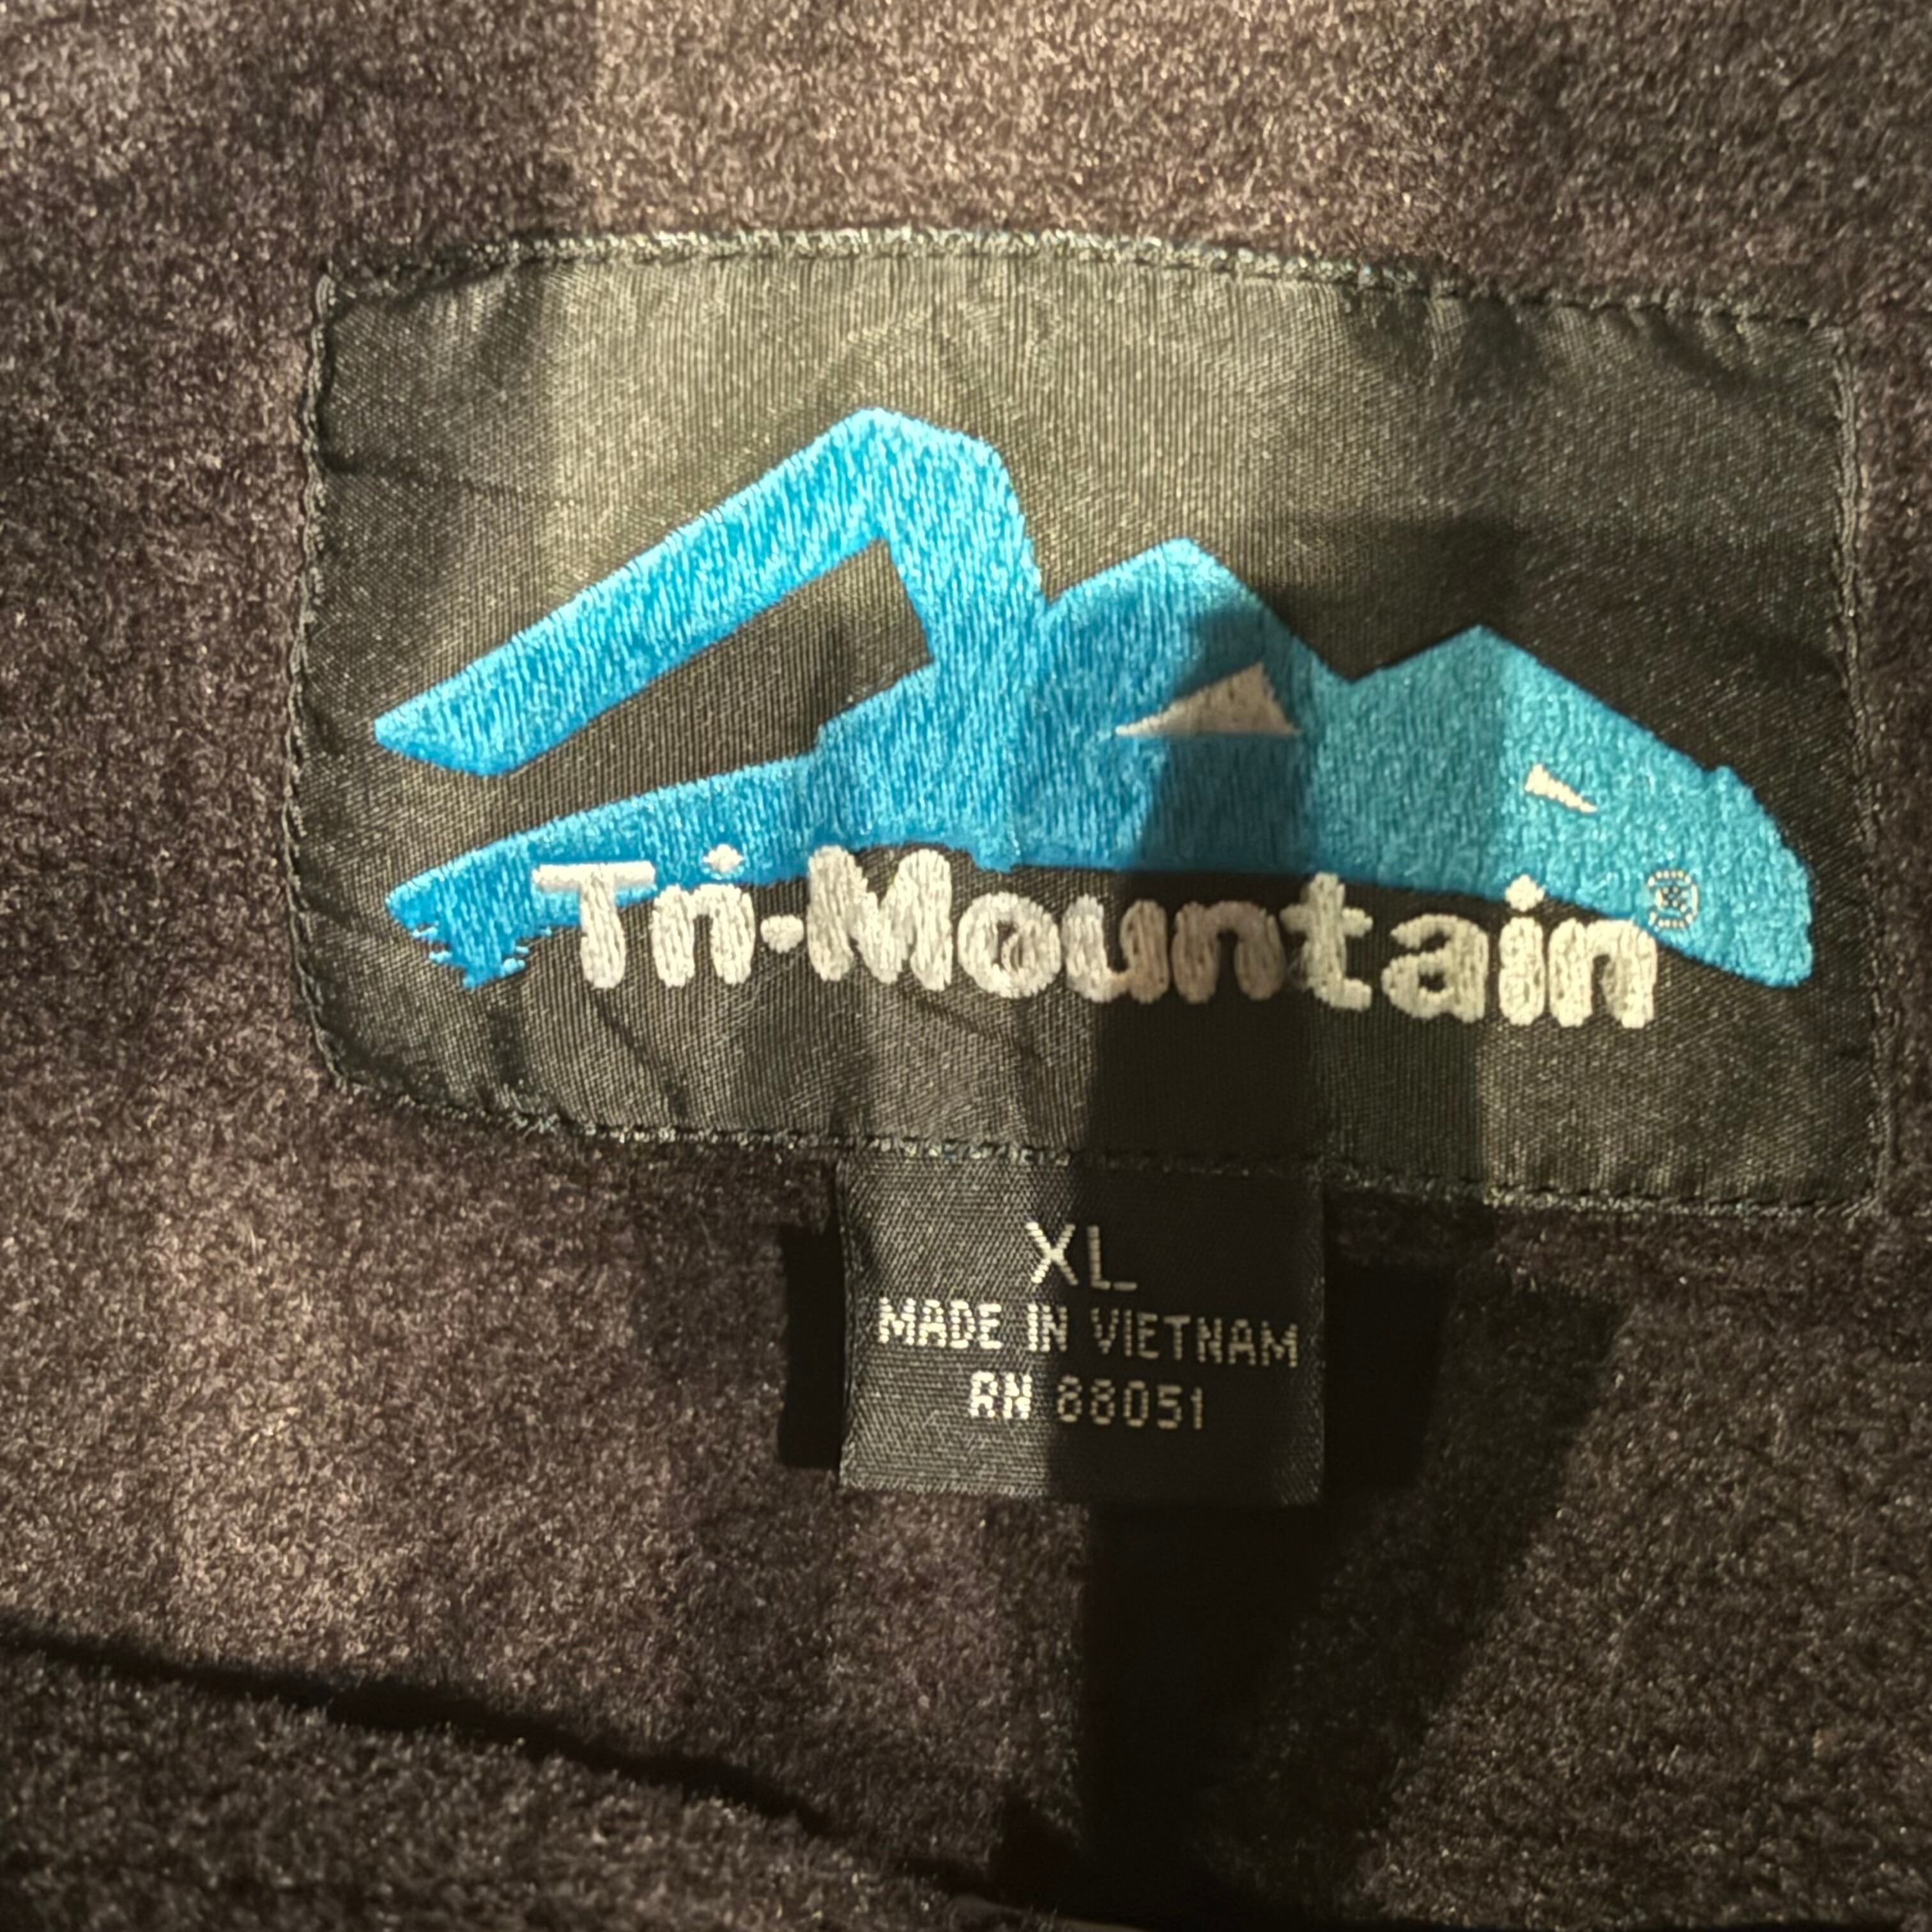 Tri-Mountain®
XL
MADE IN VIETNAM
RN 88051